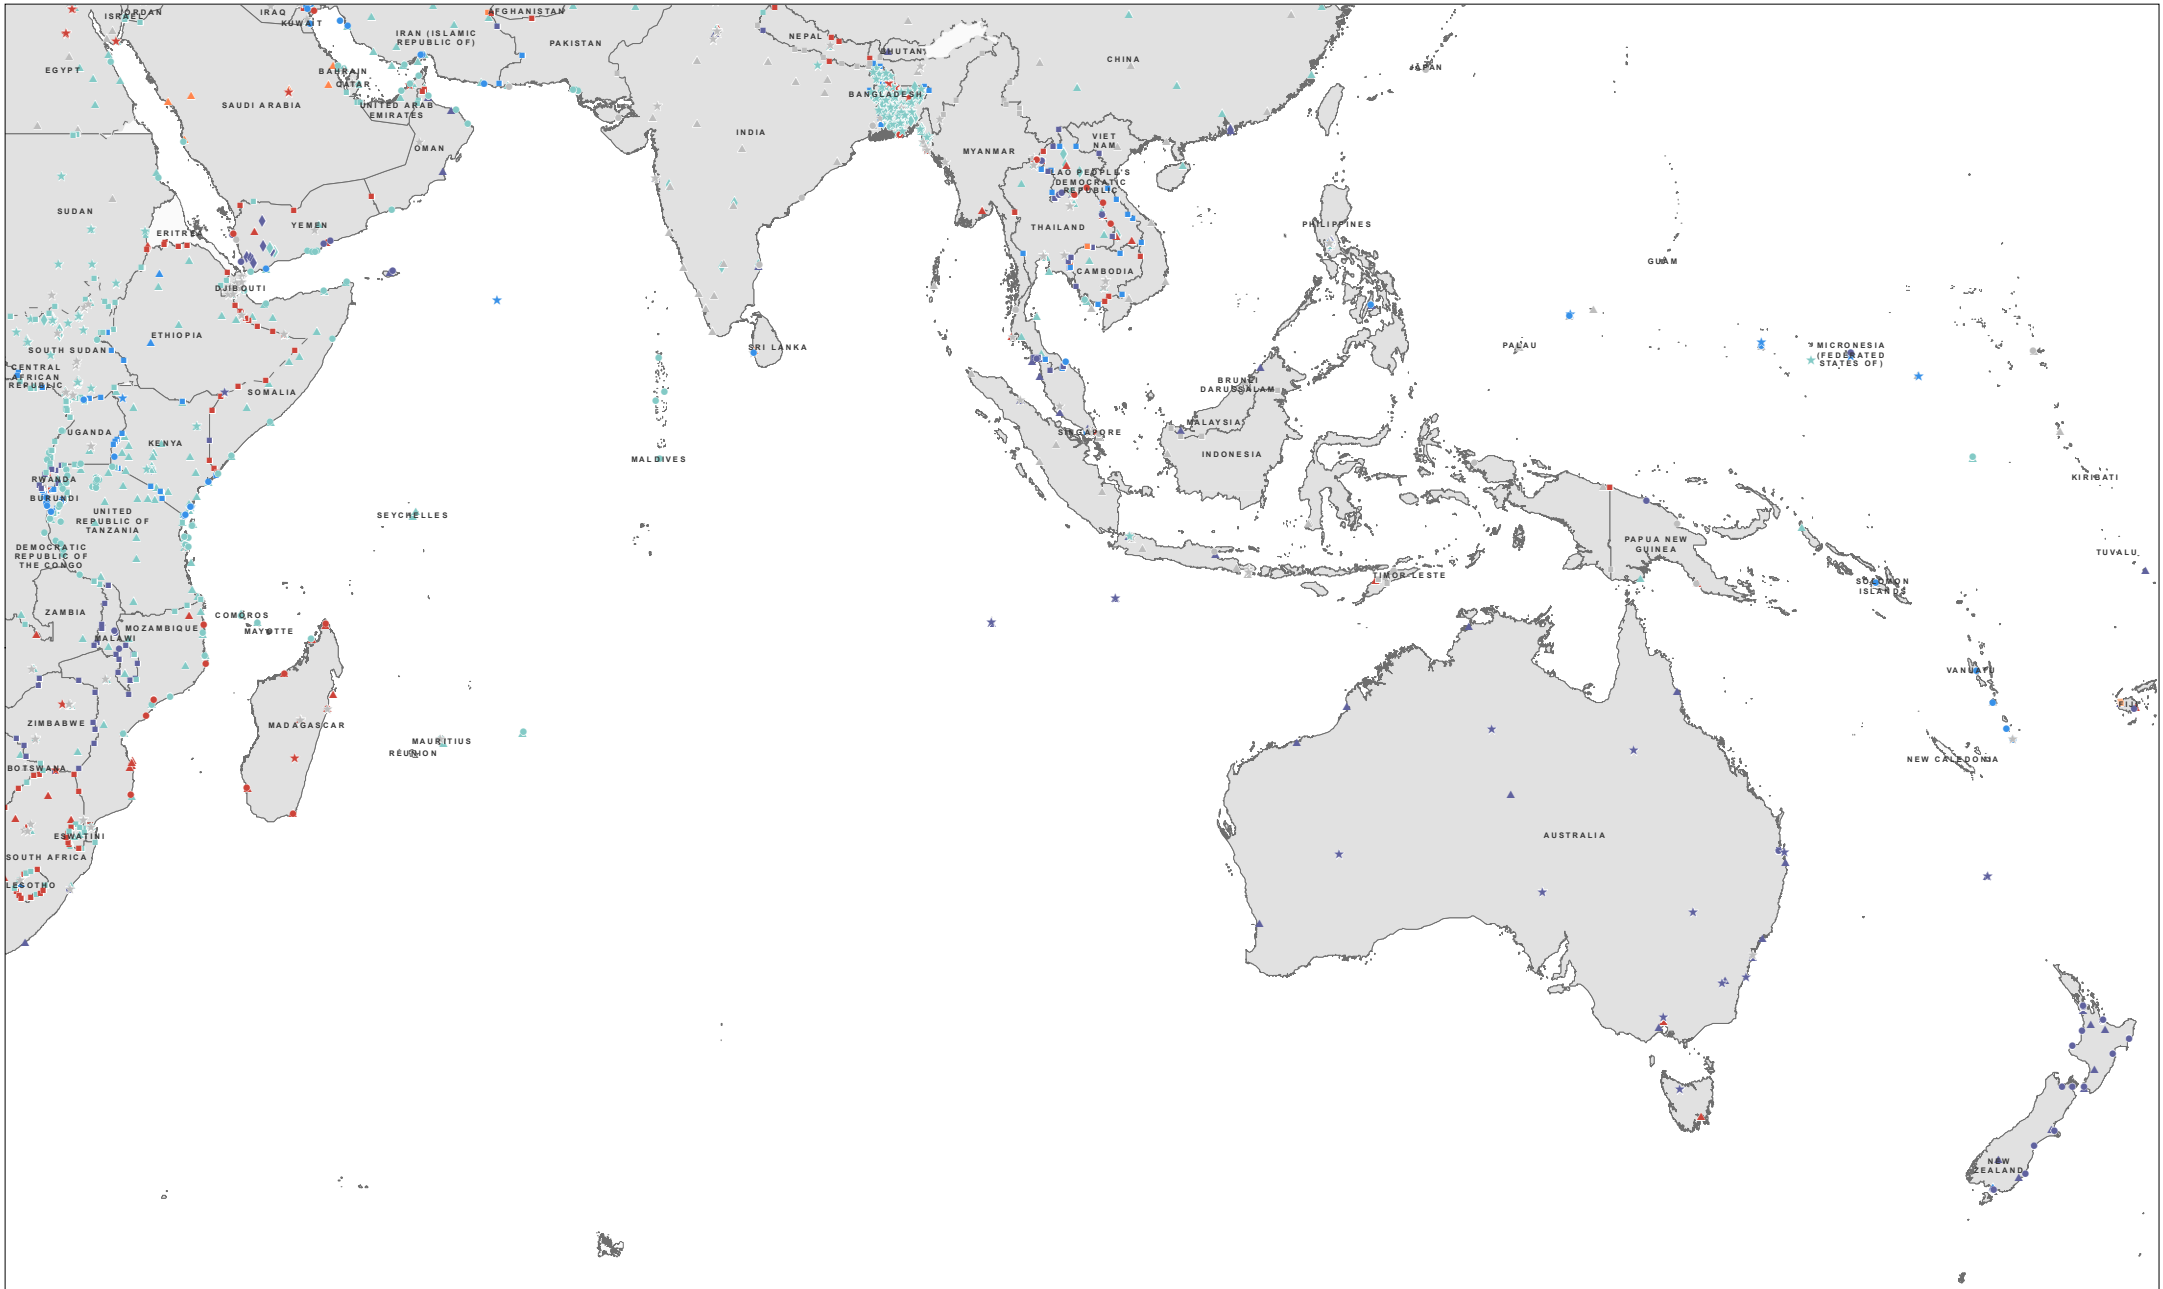 ISRAEL
JORDAN
IRAQ
KUWAIT
IRAN (ISLAMIC
REPUBLIC OF)
AFGHANISTAN
PAKISTAN
NEPAL
BHUTAN
CHINA
JAPAN
EGYPT
BAHRAIN
QATAR
SAUDI ARABIA
UNITED ARAB
EMIRATES
BANGLADESH
INDIA
OMAN
MYANMAR
VIET
NAM
LAO PEOPLE'S
DEMOCRATIC
REPUBLIC
SUDAN
ERITREA
YEMEN
THAILAND
PHILIPPINES
GUAM
DJIBOUTI
CAMBODIA
ETHIOPIA
SOUTH SUDAN
SRI LANKA
PALAU
MICRONESIA
(FEDERATED
STATES OF)
CENTRAL
AFRICAN
REPUBLIC
SOMALIA
BRUNEI
DARUSSALAM
MALAYSIA
UGANDA
KENYA
SINGAPORE
MALDIVES
INDONESIA
RWANDA
BURUNDI
KIRIBATI
UNITED
REPUBLIC OF
TANZANIA
SEYCHELLES
DEMOCRATIC
REPUBLIC OF
THE CONGO
PAPUA NEW
GUINEA
TUVALU
TIMOR-LESTE
SOLOMON
ISLANDS
ZAMBIA
COMOROS
MAYOTTE
MOZAMBIQUE
MALAWI
VANUATU
ZIMBABWE
MADAGASCAR
MAURITIUS
RÉUNION
FIJI
NEW CALEDONIA
BOTSWANA
ESWATINI
AUSTRALIA
SOUTH AFRICA
LESOTHO
NEW
ZEALAND